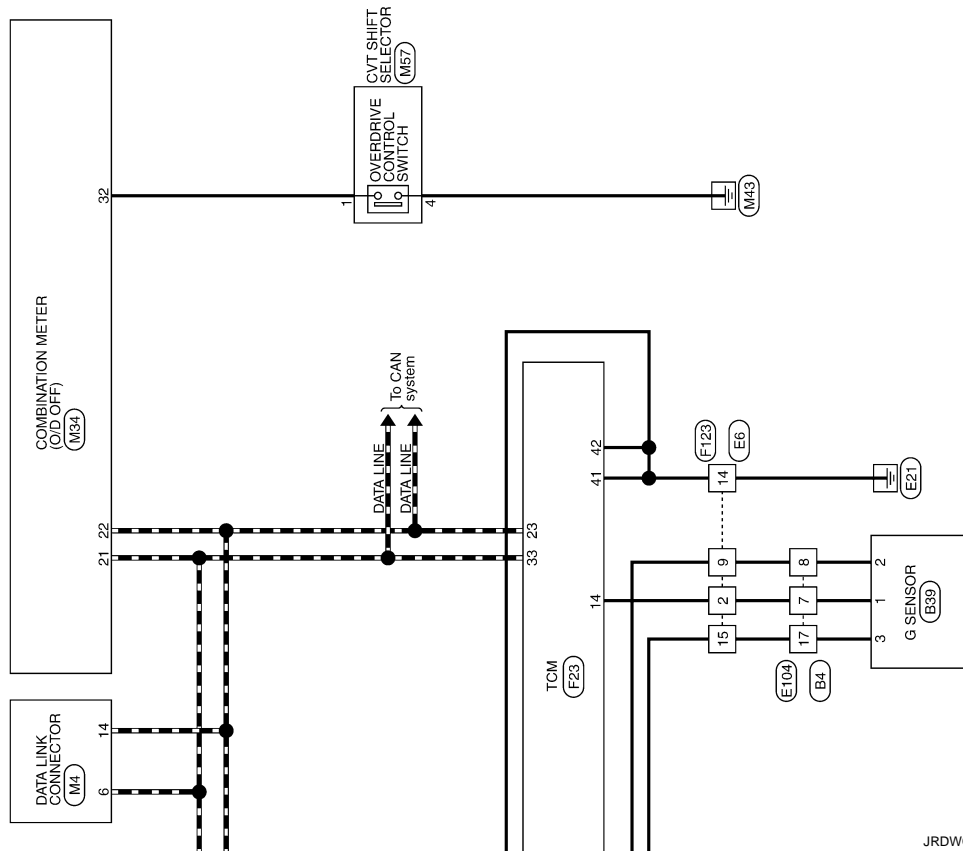 COMBINATION METER
(O/D OFF)
M34
32
22
21
CVT SHIFT
SELECTOR
M57
OVERDRIVE
CONTROL
SWITCH
1
4
M43
To CAN
system
DATA LINE
DATA LINE
23
33
42
41
14
TCM
F23
F123
E6
14
E21
9
2
15
8
7
17
E104
B4
2
1
3
G SENSOR
B39
DATA LINK
CONNECTOR
M4
14
6